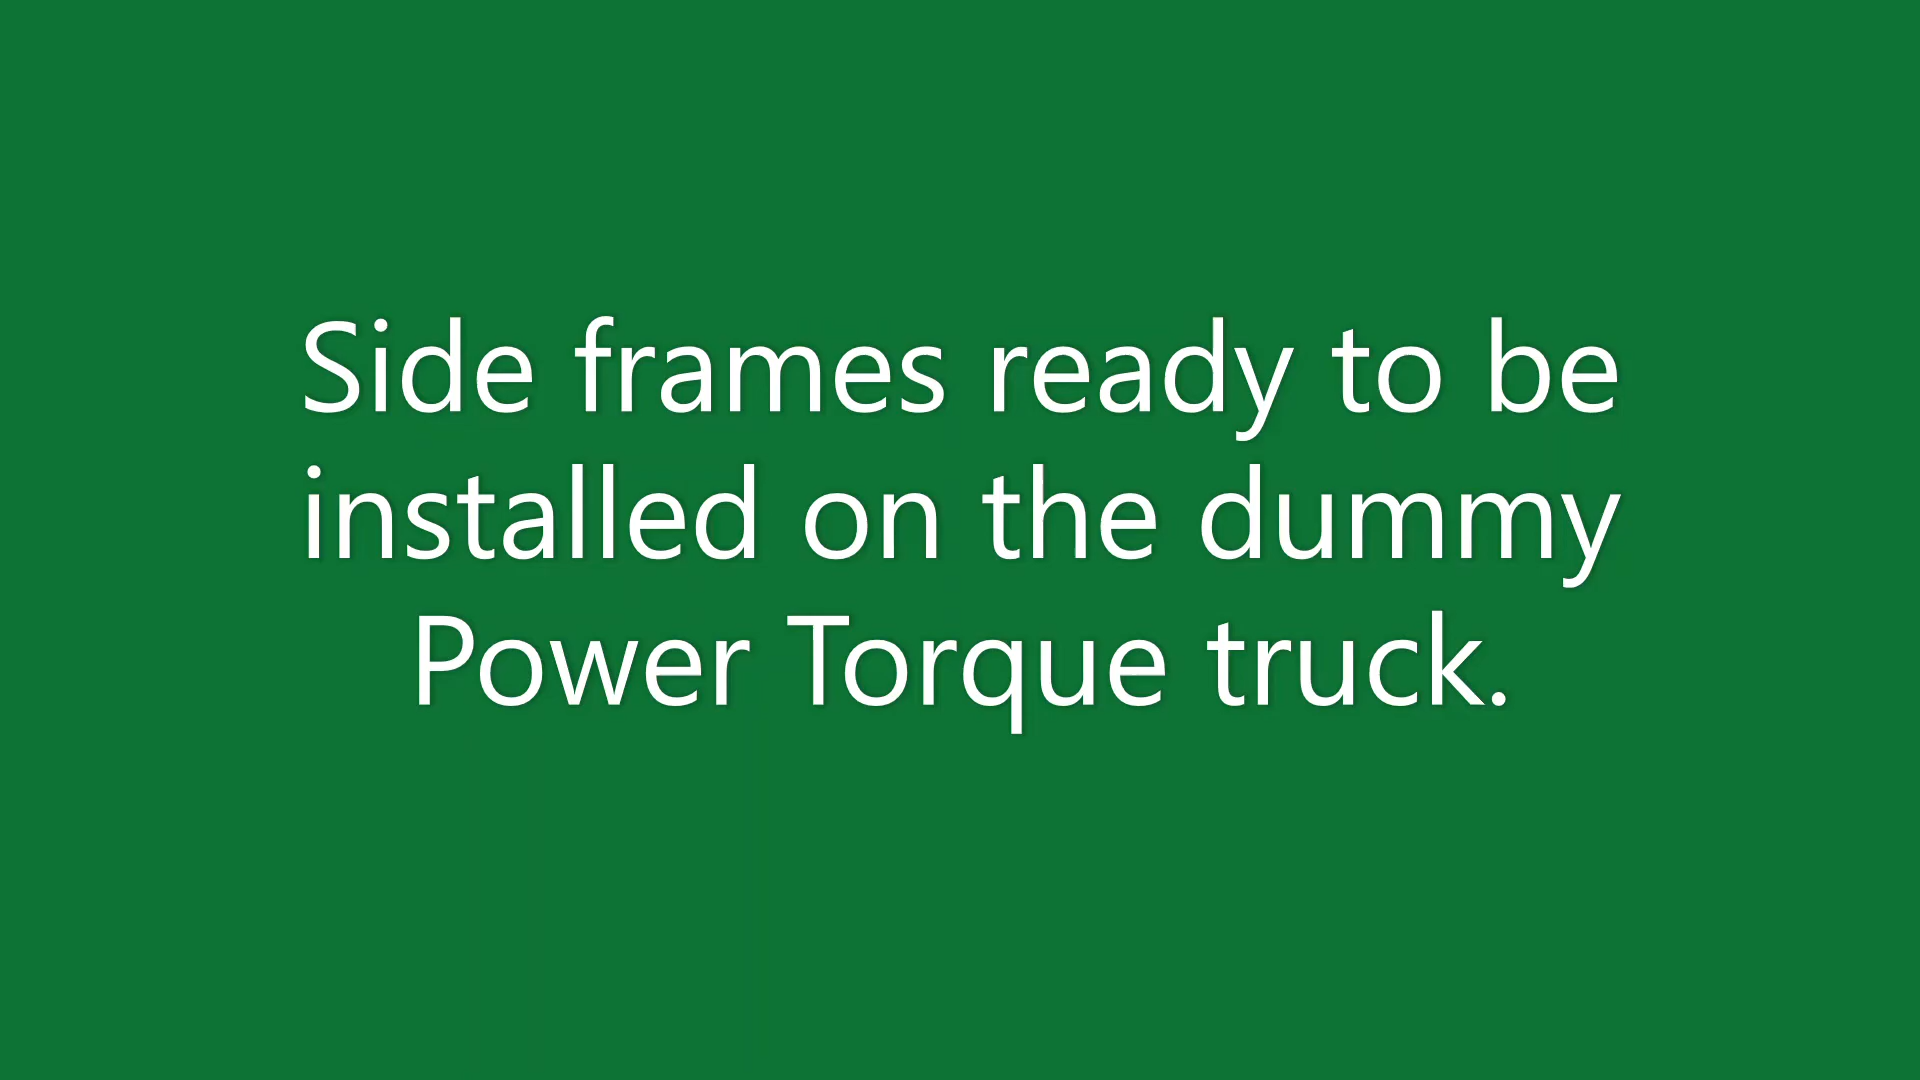 Side frames ready to be
installed on the dummy
Power Torque truck.